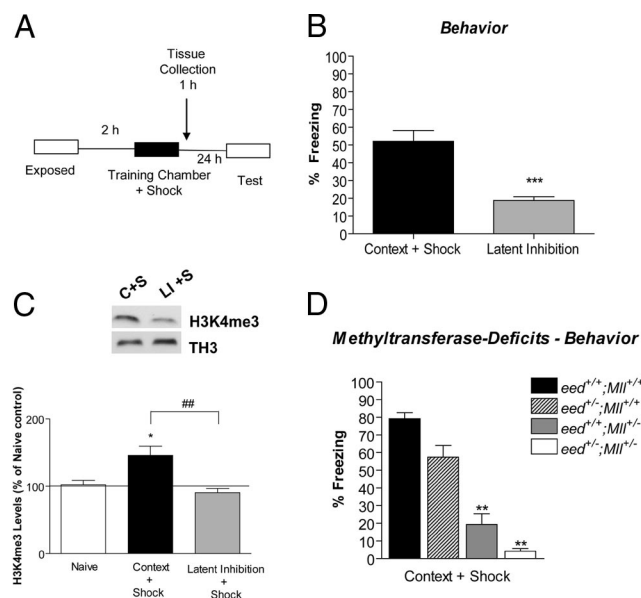 A
Tissue
Collection
1 h
2 h
24 h
Exposed
Training Chamber
+ Shock
Test
B
Behavior
% Freezing
100
90
80
70
60
50
40
30
20
10
0
***
Context + Shock
Latent Inhibition
C
C+S
LI +S
H3K4me3
TH3
H3K4me3 Levels (% of Naive control)
200
150
100
50
0
*
##
Naive
Context
+
Shock
Latent Inhibition
+
Shock
D
Methyltransferase-Deficits - Behavior
eed+/+;Mll+/+
eed+/-;Mll+/+
eed+/+;Mll+/-
eed+/-;Mll+/-
% Freezing
100
90
80
70
60
50
40
30
20
10
0
**
**
Context + Shock